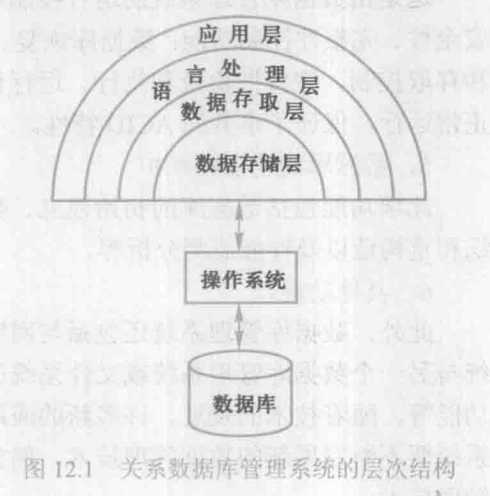 应用层
语言处理层
数据存取层
数据存储层
操作系统
数据库
图 12.1 关系数据库管理系统的层次结构